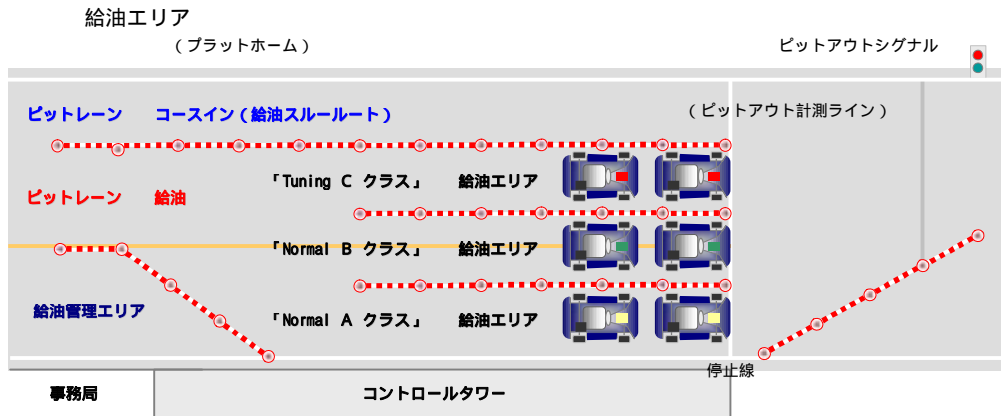 給油エリア
（プラットホーム）
ピットアウトシグナル
ピットレーン　コースイン（給油スルールート）
（ピットアウト計測ライン）
「Tuning C クラス」　給油エリア
ピットレーン　給油
「Normal B クラス」　給油エリア
給油管理エリア
「Normal A クラス」　給油エリア
停止線
事務局
コントロールタワー